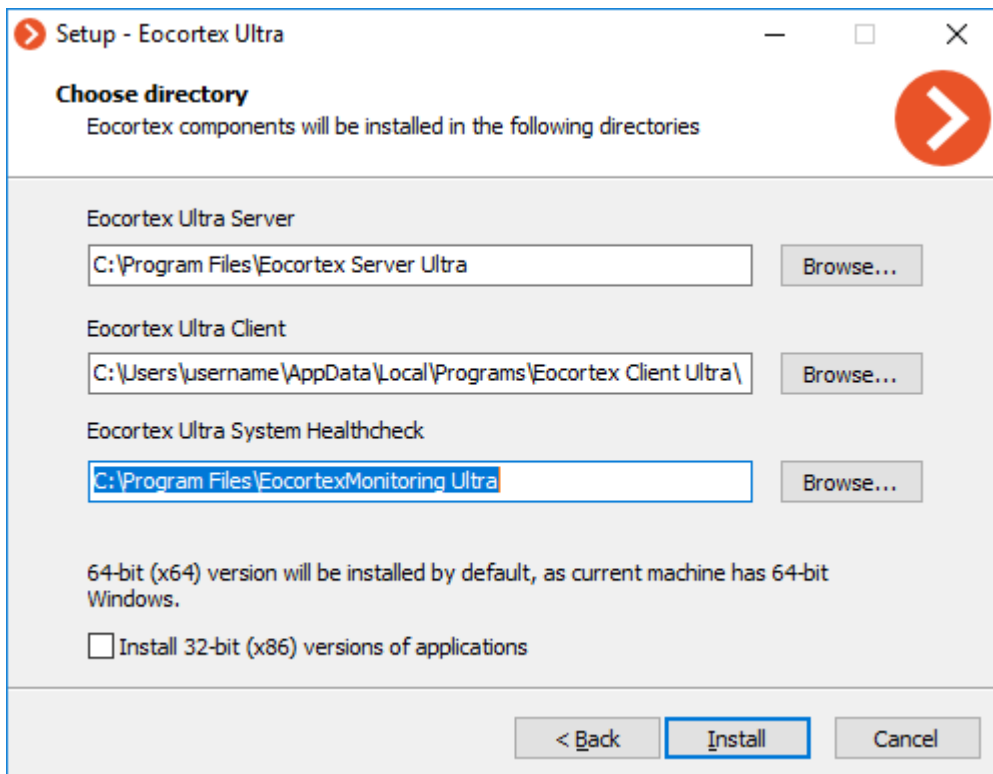 Setup - Eocortex Ultra
Choose directory
Eocortex components will be installed in the following directories
Eocortex Ultra Server
C:\Program Files\Eocortex Server Ultra
Browse...
Eocortex Ultra Client
C:\Users\username\AppData\Local\Programs\Eocortex Client Ultra\
Browse...
Eocortex Ultra System Healthcheck
C:\Program Files\EocortexMonitoring Ultra
Browse...
64-bit (x64) version will be installed by default, as current machine has 64-bit
Windows.
Install 32-bit (x86) versions of applications
< Back
Install
Cancel